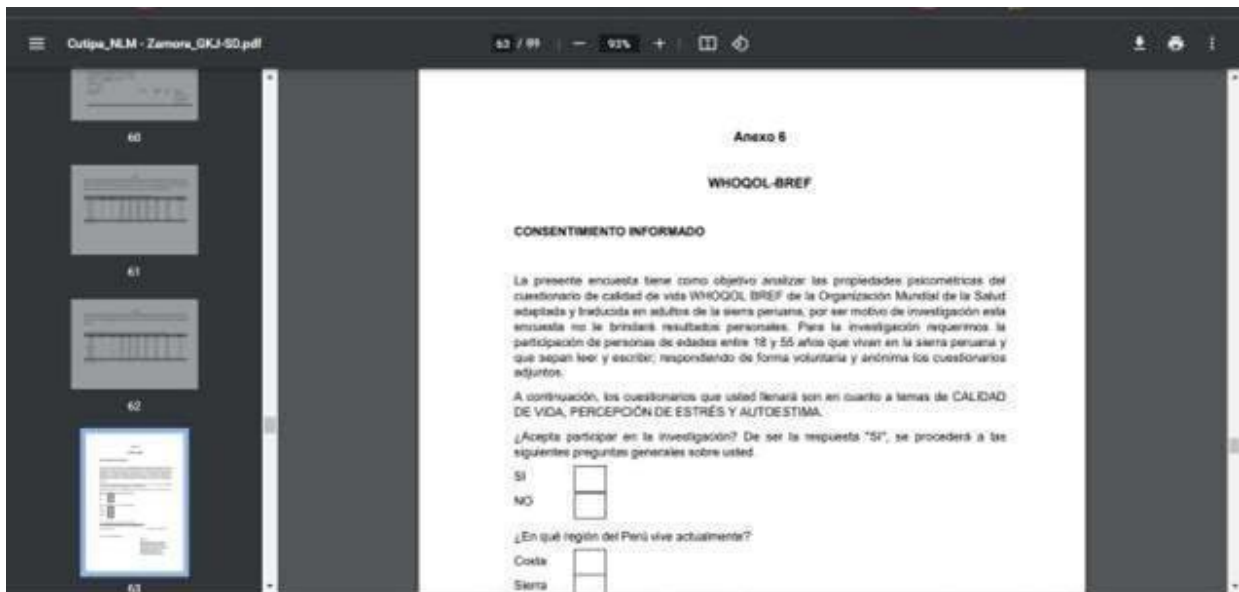 Cutipa_NLM - Zamora_GKJ-SD.pdf
63 / 99 | — 93% +
60
61
62
63
Anexo 6
WHOQOL-BREF
CONSENTIMIENTO INFORMADO
La presente encuesta tiene como objetivo analizar las propiedades psicométricas del
cuestionario de calidad de vida WHOQOL BREF de la Organización Mundial de la Salud
adaptada y traducida en adultos de la sierra peruana, por ser motivo de investigación esta
encuesta no le brindará resultados personales. Para la investigación requerimos la
participación de personas de edades entre 18 y 55 años que vivan en la sierra peruana y
que sepan leer y escribir; respondiendo de forma voluntaria y anónima los cuestionarios
adjuntos.
A continuación, los cuestionarios que usted llenará son en cuanto a temas de CALIDAD
DE VIDA, PERCEPCIÓN DE ESTRÉS Y AUTOESTIMA.
¿Acepta participar en la investigación? De ser la respuesta "SI", se procederá a las
siguientes preguntas generales sobre usted
SI
NO
¿En qué región del Perú vive actualmente?
Costa
Sierra